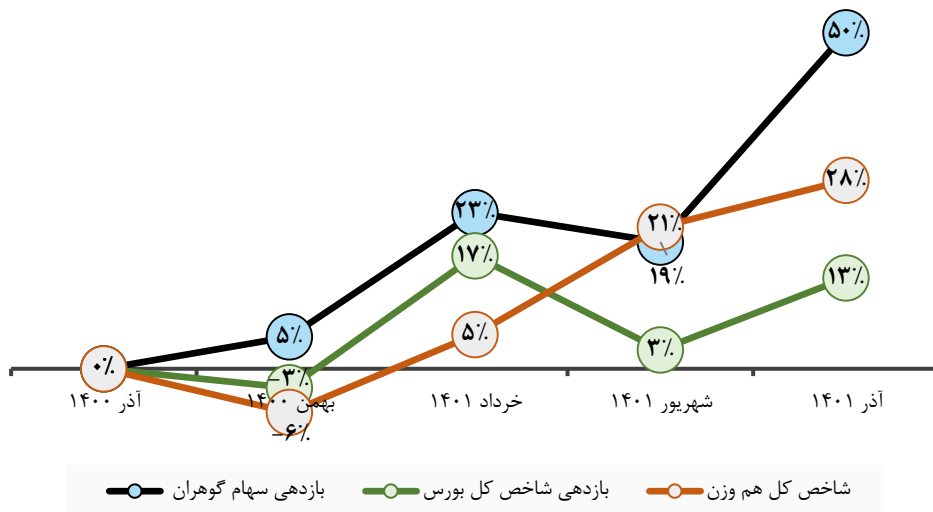 ۵۰٪
۲۸٪
۲۳٪
۲۱٪
۱۷٪
۱۹٪
۱۳٪
۵٪
۵٪
۳٪
۰٪
−۳٪
−۶٪
آذر ۱۴۰۰
بهمن ۱۴۰۰
خرداد ۱۴۰۱
شهریور ۱۴۰۱
آذر ۱۴۰۱
بازدهی سهام گوهران
بازدهی شاخص کل بورس
شاخص کل هم وزن